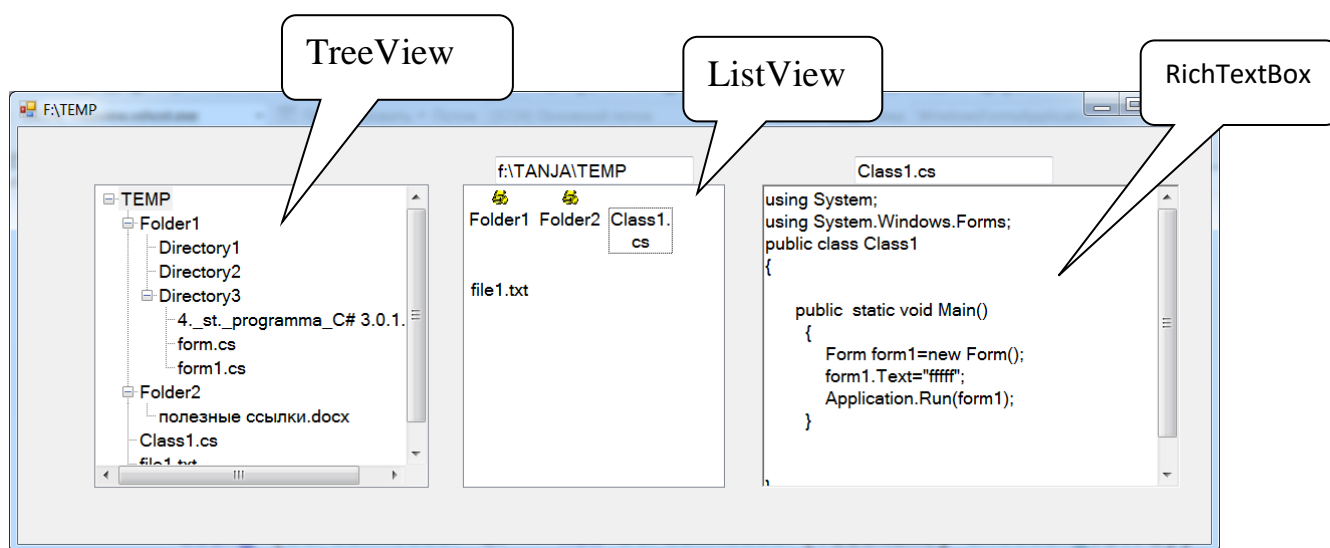 TreeView
ListView
RichTextBox
F:\TEMP
f:\TANJA\TEMP
Class1.cs
TEMP
Folder1
Directory1
Directory2
Directory3
4._st._programma_C# 3.0.1.
form.cs
form1.cs
Folder2
полезные ссылки.docx
Class1.cs
file1.txt
Folder1 Folder2 Class1.
cs
file1.txt
using System;
using System.Windows.Forms;
public class Class1
{
public static void Main()
{
Form form1=new Form();
form1.Text="fffff";
Application.Run(form1);
}
}